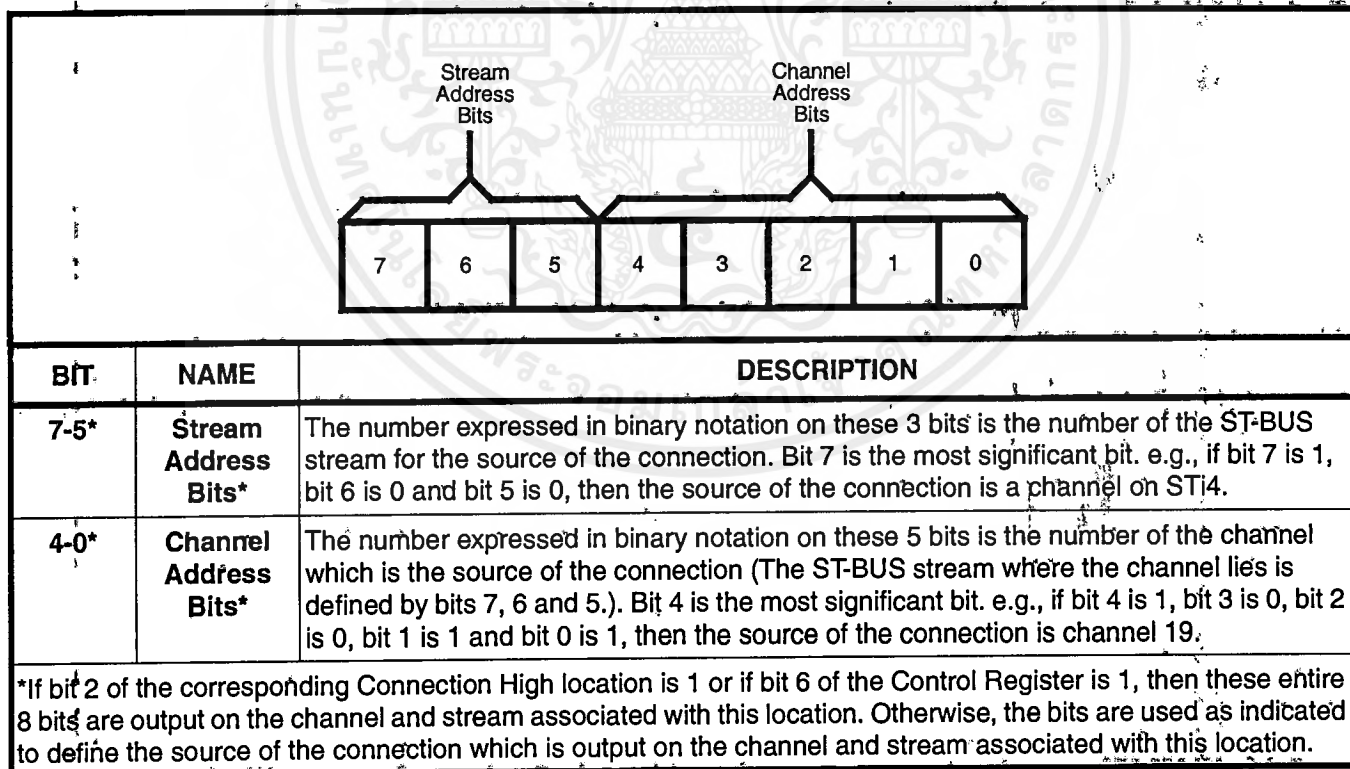 Stream
Address
Bits
Channel
Address
Bits
7 6 5 4 3 2 1 0
BIT NAME DESCRIPTION
7-5* Stream Address Bits* The number expressed in binary notation on these 3 bits is the number of the ST-BUS
stream for the source of the connection. Bit 7 is the most significant bit. e.g., if bit 7 is 1,
bit 6 is 0 and bit 5 is 0, then the source of the connection is a channel on STi4.
4-0* Channel Address Bits* The number expressed in binary notation on these 5 bits is the number of the channel
which is the source of the connection (The ST-BUS stream where the channel lies is
defined by bits 7, 6 and 5.). Bit 4 is the most significant bit. e.g., if bit 4 is 1, bit 3 is 0, bit 2
is 0, bit 1 is 1 and bit 0 is 1, then the source of the connection is channel 19.
*If bit 2 of the corresponding Connection High location is 1 or if bit 6 of the Control Register is 1, then these entire
8 bits are output on the channel and stream associated with this location. Otherwise, the bits are used as indicated
to define the source of the connection which is output on the channel and stream associated with this location.